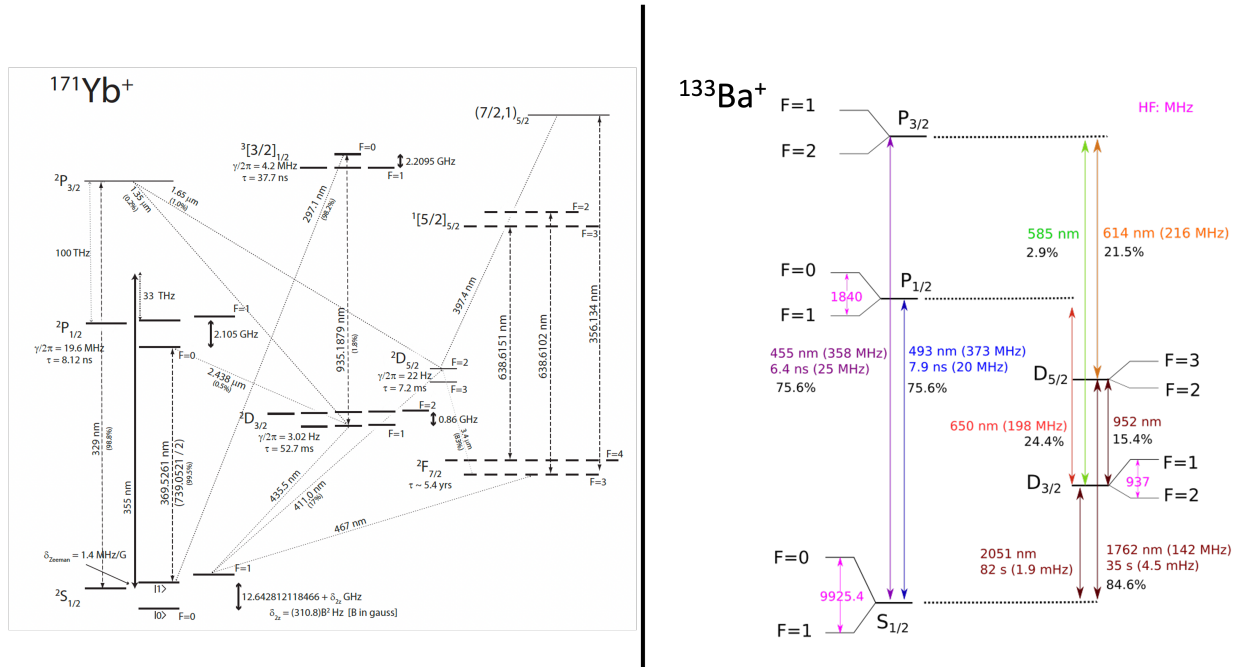 171Yb+
(7/2,1)5/2
3[3/2]1/2
F=0
2.2095 GHz
γ/2π = 4.2 MHz
τ = 37.7 ns
F=1
2P3/2
1.35 μm
(0.2%)
1.65 μm
(1.0%)
297.1 nm
(98.2%)
1[5/2]5/2
F=2
F=3
100 THz
33 THz
397.4 nm
2P1/2
γ/2π = 19.6 MHz
τ = 8.12 ns
F=1
2.105 GHz
F=0
935.1879 nm
(1.8%)
638.6151 nm
638.6102 nm
356.134 nm
2.438 μm
(0.5%)
2D5/2
γ/2π = 22 Hz
τ = 7.2 ms
F=2
F=3
2D3/2
γ/2π = 3.02 Hz
τ = 52.7 ms
F=2
F=1
0.86 GHz
3.4 μm
(83%)
329 nm
(98.8%)
355 nm
369.5261 nm
(739.0521 / 2)
(99.5%)
2F7/2
τ ~ 5.4 yrs
F=4
F=3
435.5 nm
411.0 nm
(17%)
467 nm
δZeeman = 1.4 MHz/G
2S1/2
|1>
|0>
F=1
F=0
12.642812118466 + δ2z GHz
δ2z = (310.8)B2 Hz [B in gauss]
133Ba+
HF: MHz
F=1
F=2
P3/2
585 nm
2.9%
614 nm (216 MHz)
21.5%
F=0
F=1
1840
P1/2
455 nm (358 MHz)
6.4 ns (25 MHz)
75.6%
493 nm (373 MHz)
7.9 ns (20 MHz)
75.6%
D5/2
F=3
F=2
650 nm (198 MHz)
24.4%
952 nm
15.4%
D3/2
F=1
937
F=2
2051 nm
82 s (1.9 mHz)
1762 nm (142 MHz)
35 s (4.5 mHz)
84.6%
F=0
9925.4
F=1
S1/2